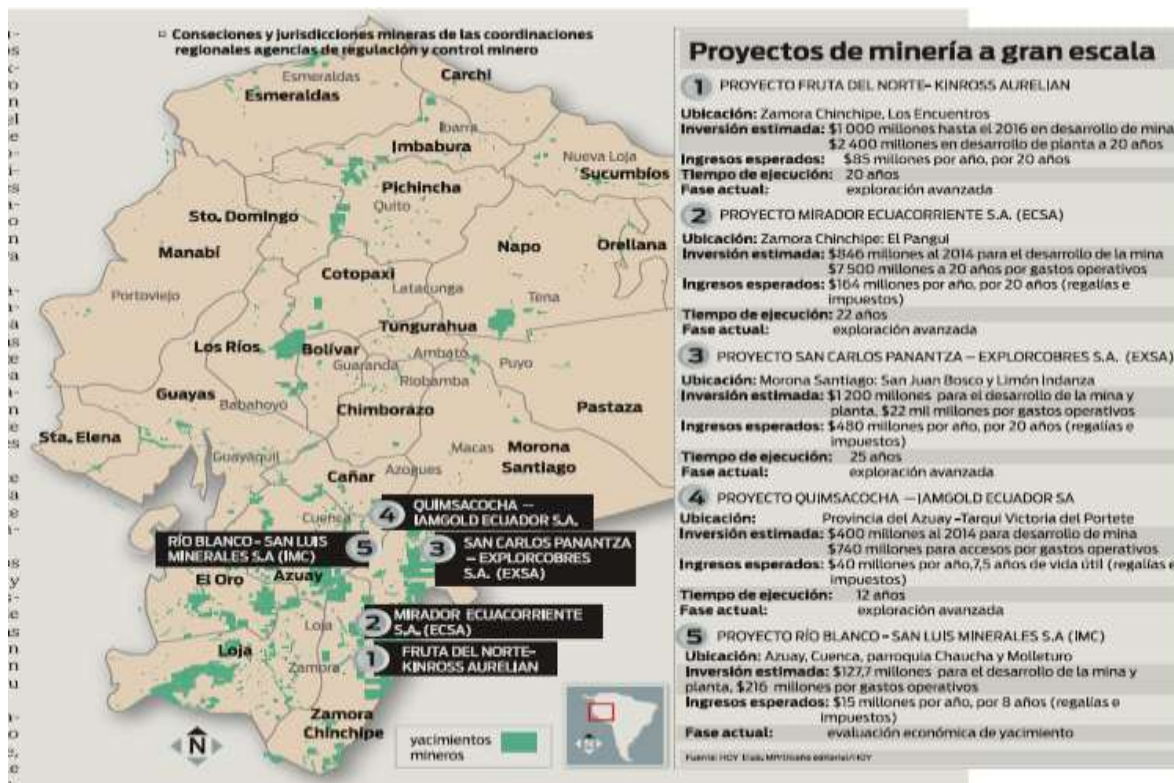 Conseciones y jurisdicciones mineras de las coordinaciones
regionales agencias de regulación y control minero
Esmeraldas
Esmeraldas
Carchi
Ibarra
Imbabura
Nueva Loja
Sucumbíos
Pichincha
Quito
Sto. Domingo
Manabí
Napo
Orellana
Cotopaxi
Latacunga
Portoviejo
Tena
Tungurahua
Los Ríos
Bolívar
Ambato
Guaranda
Puyo
Riobamba
Guayas
Babahoyo
Chimborazo
Pastaza
Sta. Elena
Macas
Morona
Santiago
Guayaquil
Cañar
Azogues
Cuenca
4 QUIMSACOCHA —
IAMGOLD ECUADOR S.A.
RÍO BLANCO - SAN LUIS
MINERALES S.A (IMC) 5
3 SAN CARLOS PANANTZA
– EXPLORCOBRES
S.A. (EXSA)
El Oro
Azuay
Loja
2 MIRADOR ECUACORRIENTE
S.A. (ECSA)
Loja
Zamora
1 FRUTA DEL NORTE-
KINROSS AURELIAN
Zamora
Chinchipe
N
yacimientos
mineros
Proyectos de minería a gran escala
1 PROYECTO FRUTA DEL NORTE- KINROSS AURELIAN
Ubicación: Zamora Chinchipe, Los Encuentros
Inversión estimada: $1 000 millones hasta el 2016 en desarrollo de mina
$2 400 millones en desarrollo de planta a 20 años
Ingresos esperados: $85 millones por año, por 20 años
Tiempo de ejecución: 20 años
Fase actual: exploración avanzada
2 PROYECTO MIRADOR ECUACORRIENTE S.A. (ECSA)
Ubicación: Zamora Chinchipe: El Pangui
Inversión estimada: $846 millones al 2014 para el desarrollo de la mina
$7 500 millones a 20 años por gastos operativos
Ingresos esperados: $164 millones por año, por 20 años (regalías e
impuestos)
Tiempo de ejecución: 22 años
Fase actual: exploración avanzada
3 PROYECTO SAN CARLOS PANANTZA – EXPLORCOBRES S.A. (EXSA)
Ubicación: Morona Santiago: San Juan Bosco y Limón Indanza
Inversión estimada: $1 200 millones para el desarrollo de la mina y
planta, $22 mil millones por gastos operativos
Ingresos esperados: $480 millones por año, por 20 años (regalías e
impuestos)
Tiempo de ejecución: 25 años
Fase actual: exploración avanzada
4 PROYECTO QUIMSACOCHA — IAMGOLD ECUADOR SA
Ubicación: Provincia del Azuay -Tarqui Victoria del Portete
Inversión estimada: $400 millones al 2014 para desarrollo de mina
$740 millones para accesos por gastos operativos
Ingresos esperados: $40 millones por año,7,5 años de vida útil (regalías e
impuestos)
Tiempo de ejecución: 12 años
Fase actual: exploración avanzada
5 PROYECTO RÍO BLANCO - SAN LUIS MINERALES S.A (IMC)
Ubicación: Azuay, Cuenca, parroquia Chaucha y Molleturo
Inversión estimada: $127,7 millones para el desarrollo de la mina y
planta, $216 millones por gastos operativos
Ingresos esperados: $15 millones por año, por 8 años (regalías e
impuestos)
Fase actual: evaluación económica de yacimiento
Fuente: HOY